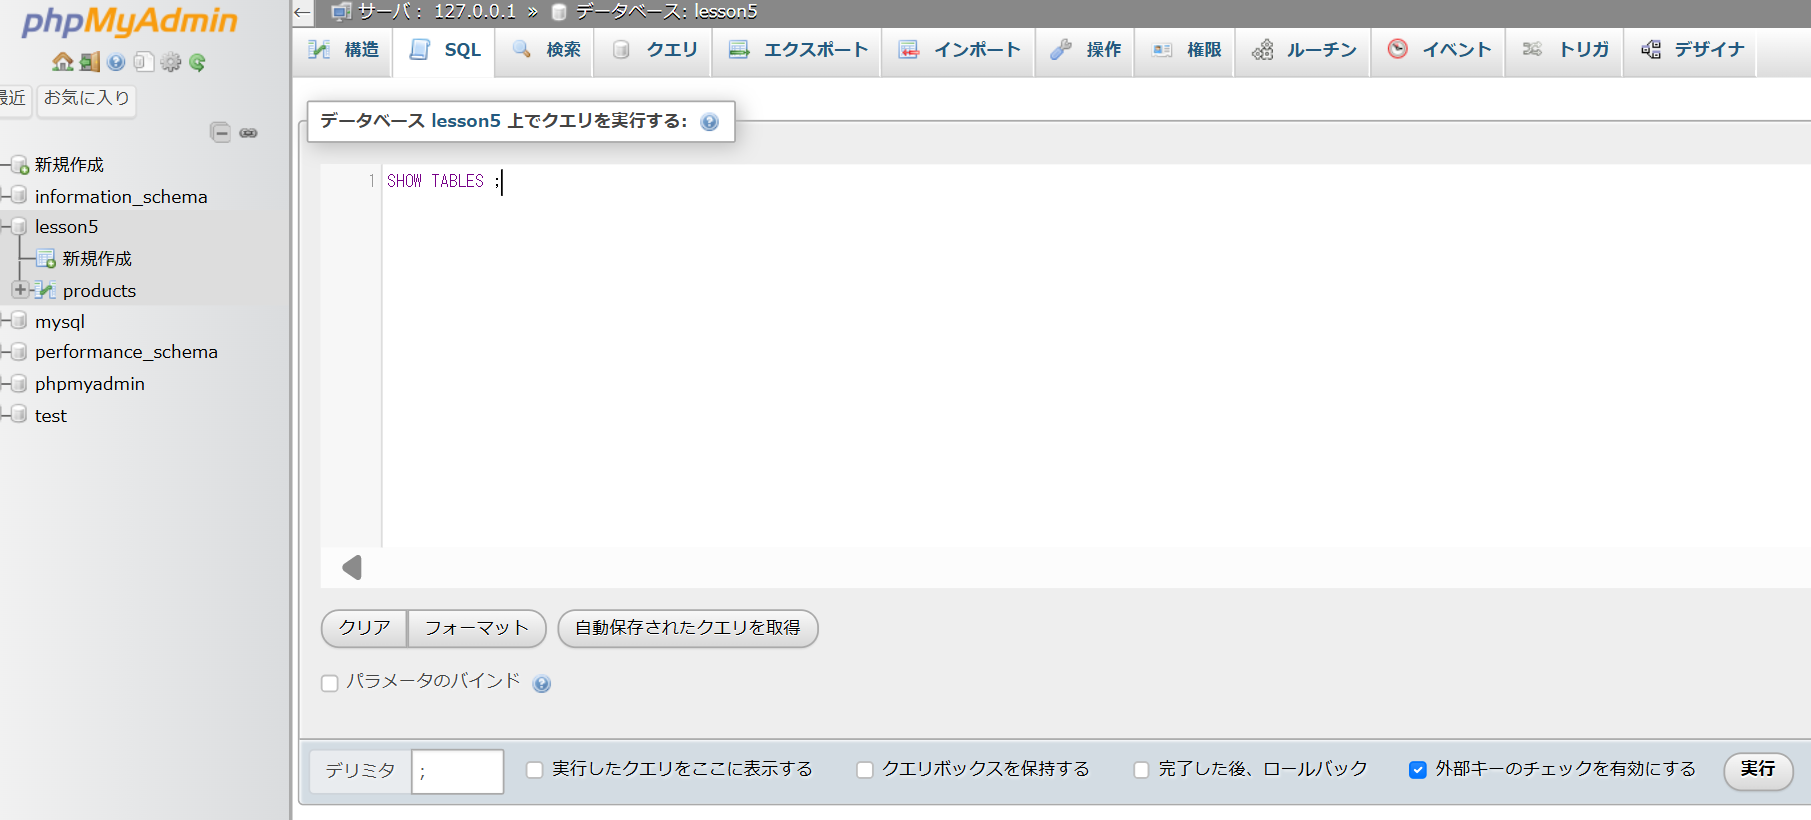 phpMyAdmin
最近 お気に入り
新規作成
information_schema
lesson5
新規作成
products
mysql
performance_schema
phpmyadmin
test
サーバ： 127.0.0.1 » データベース: lesson5
構造 SQL 検索 クエリ エクスポート インポート 操作 権限 ルーチン イベント トリガ デザイナ
データベース lesson5 上でクエリを実行する:
1 SHOW TABLES ;
クリア フォーマット 自動保存されたクエリを取得
パラメータのバインド
デリミタ ; 実行したクエリをここに表示する クエリボックスを保持する 完了した後、ロールバック 外部キーのチェックを有効にする 実行